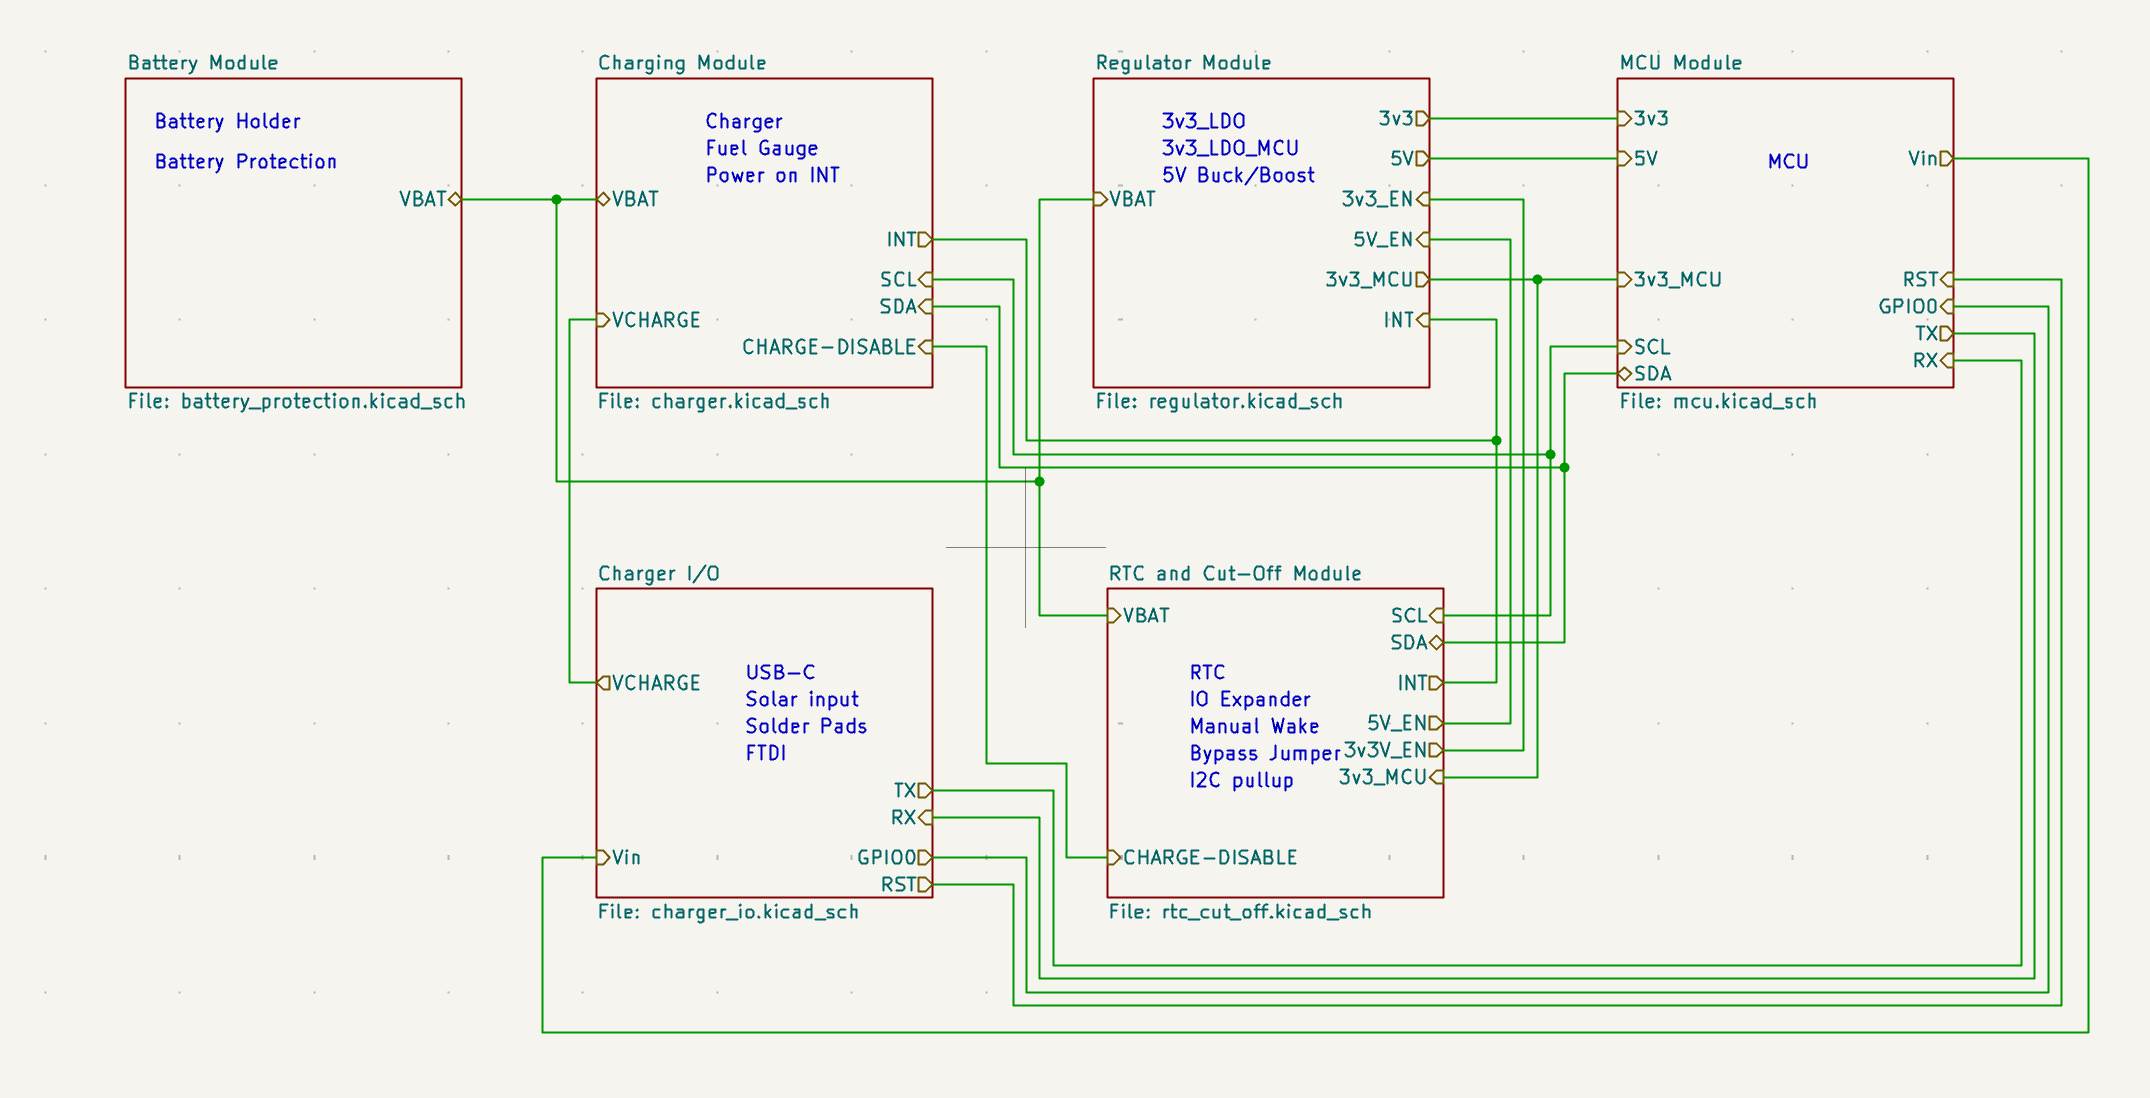 Battery Module
Battery Holder
Battery Protection
VBAT
File: battery_protection.kicad_sch
Charging Module
Charger
Fuel Gauge
Power on INT
VBAT
INT
SCL
SDA
VCHARGE
CHARGE-DISABLE
File: charger.kicad_sch
Regulator Module
3v3_LDO
3v3_LDO_MCU
5V Buck/Boost
3v3
5V
VBAT
3v3_EN
5V_EN
3v3_MCU
INT
File: regulator.kicad_sch
MCU Module
3v3
5V
MCU
Vin
3v3_MCU
RST
GPIO0
TX
SCL
RX
SDA
File: mcu.kicad_sch
Charger I/O
USB-C
Solar input
Solder Pads
FTDI
VCHARGE
TX
RX
Vin
GPIO0
RST
File: charger_io.kicad_sch
RTC and Cut-Off Module
VBAT
SCL
SDA
RTC
IO Expander
Manual Wake
Bypass Jumper
I2C pullup
INT
5V_EN
3v3V_EN
3v3_MCU
CHARGE-DISABLE
File: rtc_cut_off.kicad_sch